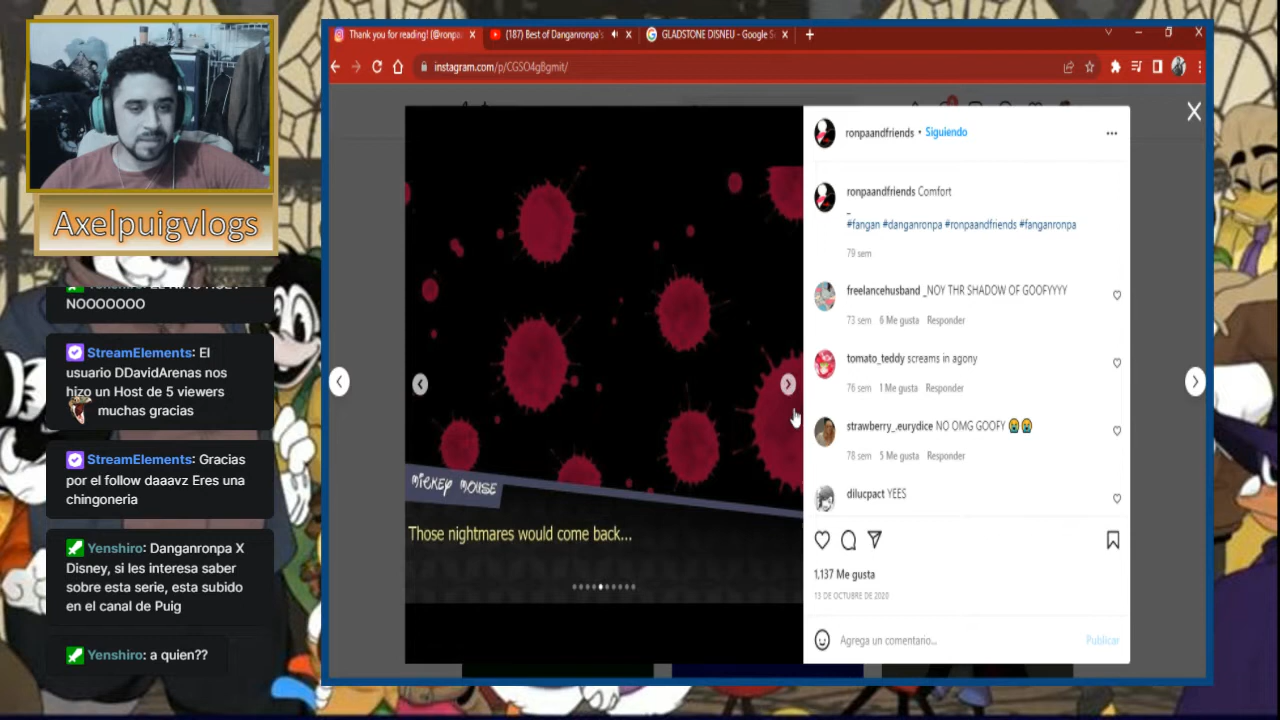 Thank you for reading! (@ronpa
(187) Best of Danganronpa's
GLADSTONE DISNEU - Google S
instagram.com/p/CGSO4gBgmit/
Axelpuigvlogs
NOOOOOOO
StreamElements: El
usuario DDavidArenas nos
hizo un Host de 5 viewers
muchas gracias
StreamElements: Gracias
por el follow daaavz Eres una
chingoneria
Yenshiro: Danganronpa X
Disney, si les interesa saber
sobre esta serie, esta subido
en el canal de Puig
Yenshiro: a quien??
MICKEY MOUSE
Those nightmares would come back...
ronpaandfriends • Siguiendo
ronpaandfriends Comfort
_
#fangan #danganronpa #ronpaandfriends #fanganronpa
79 sem
freelancehusband _NOY THR SHADOW OF GOOFYYYY
73 sem 6 Me gusta Responder
tomato_teddy screams in agony
76 sem 1 Me gusta Responder
strawberry_.eurydice NO OMG GOOFY 😭😭
78 sem 5 Me gusta Responder
dilucpact YEES
1,137 Me gusta
13 DE OCTUBRE DE 2020
Agrega un comentario...
Publicar